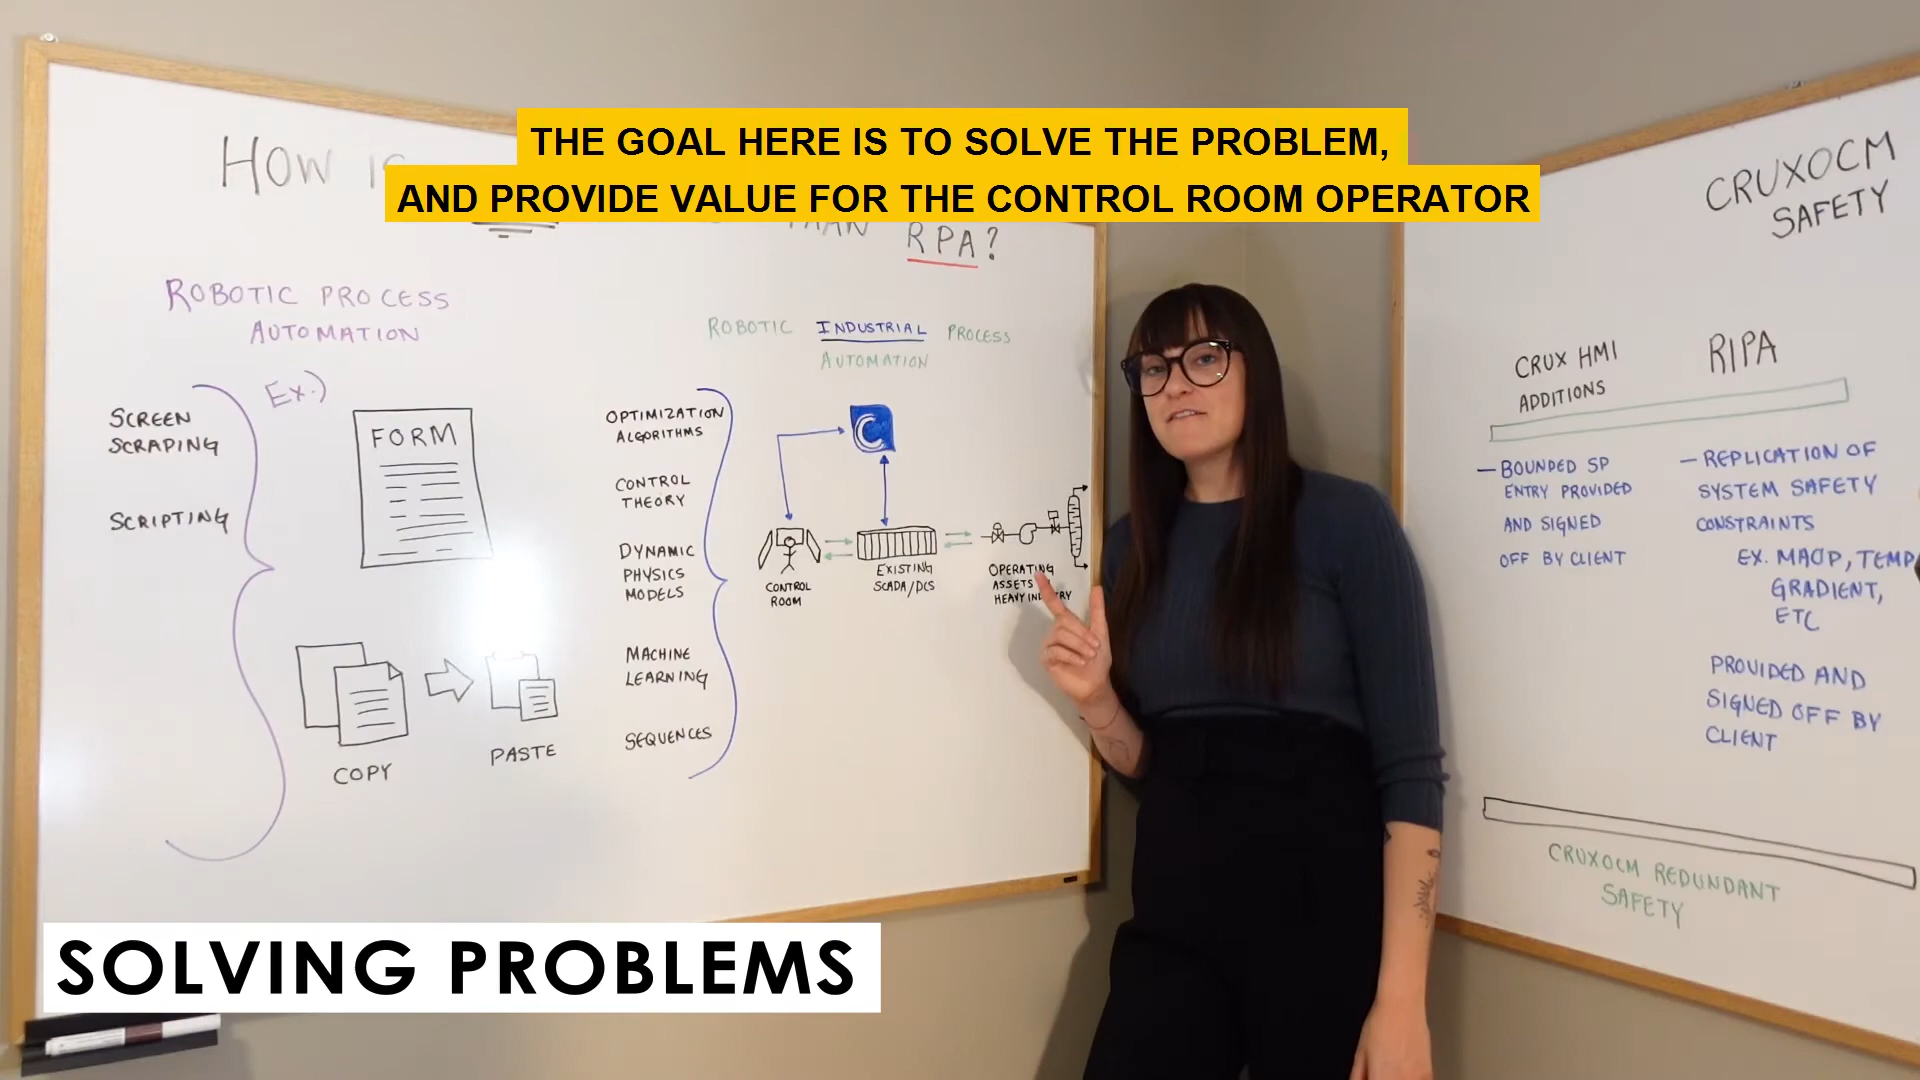 THE GOAL HERE IS TO SOLVE THE PROBLEM,
AND PROVIDE VALUE FOR THE CONTROL ROOM OPERATOR
HOW IS
THAN RPA?
ROBOTIC PROCESS
AUTOMATION
EX.)
SCREEN
SCRAPING
SCRIPTING
FORM
COPY
PASTE
ROBOTIC INDUSTRIAL PROCESS
AUTOMATION
OPTIMIZATION
ALGORITHMS
CONTROL
THEORY
DYNAMIC
PHYSICS
MODELS
MACHINE
LEARNING
SEQUENCES
C
CONTROL
ROOM
EXISTING
SCADA/DCS
OPERATING
ASSETS
HEAVY INDUSTRY
CRUXOCM
SAFETY
CRUX HMI
ADDITIONS
– BOUNDED SP
ENTRY PROVIDED
AND SIGNED
OFF BY CLIENT
RIPA
– REPLICATION OF
SYSTEM SAFETY
CONSTRAINTS
EX. MAOP, TEMP
GRADIENT,
ETC
PROVIDED AND
SIGNED OFF BY
CLIENT
CRUXOCM REDUNDANT
SAFETY
SOLVING PROBLEMS